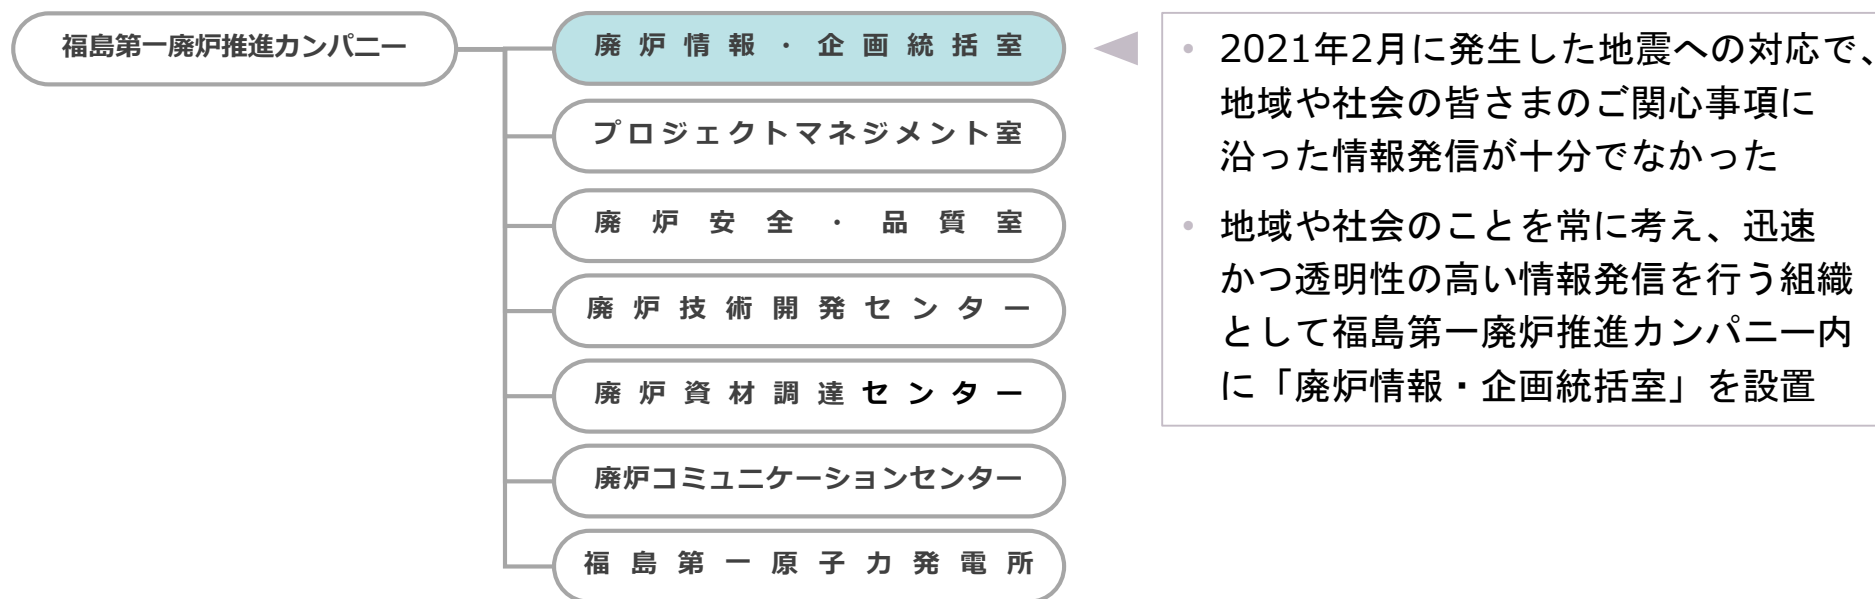 福島第一廃炉推進カンパニー
廃炉情報・企画統括室
プロジェクトマネジメント室
廃炉安全・品質室
廃炉技術開発センター
廃炉資材調達センター
廃炉コミュニケーションセンター
福島第一原子力発電所
• 2021年2月に発生した地震への対応で、
地域や社会の皆さまのご関心事項に
沿った情報発信が十分でなかった
• 地域や社会のことを常に考え、迅速
かつ透明性の高い情報発信を行う組織
として福島第一廃炉推進カンパニー内
に「廃炉情報・企画統括室」を設置